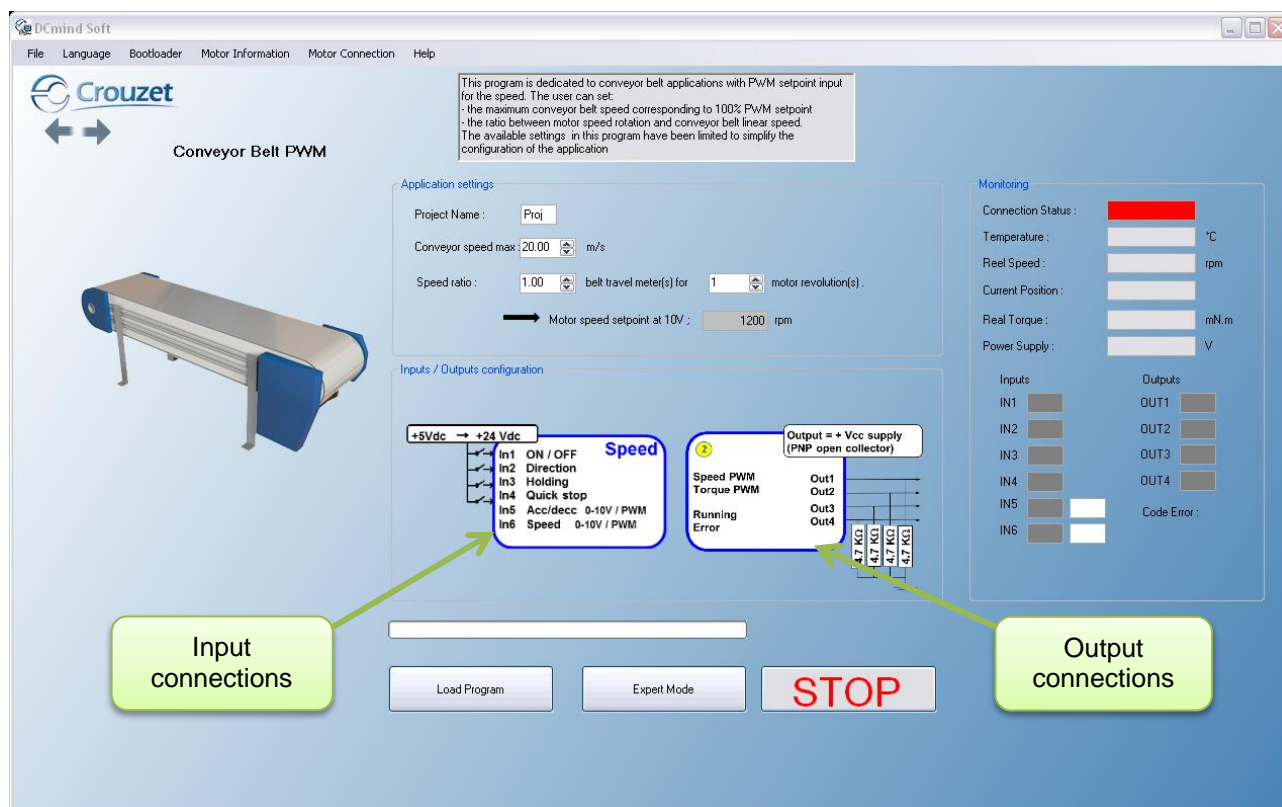 DCmind Soft
File Language Bootloader Motor Information Motor Connection Help
Crouzet
Conveyor Belt PWM
This program is dedicated to conveyor belt applications with PWM setpoint input
for the speed. The user can set:
- the maximum conveyor belt speed corresponding to 100% PWM setpoint
- the ratio between motor speed rotation and conveyor belt linear speed.
The available settings in this program have been limited to simplify the
configuration of the application
Application settings
Project Name : Proj
Conveyor speed max : 20.00 m/s
Speed ratio : 1.00 belt travel meter(s) for 1 motor revolution(s) .
Motor speed setpoint at 10V ; 1200 rpm
Inputs / Outputs configuration
+5Vdc → +24 Vdc
Speed
In1 ON / OFF
In2 Direction
In3 Holding
In4 Quick stop
In5 Acc/decc 0-10V / PWM
In6 Speed 0-10V / PWM
2
Output = + Vcc supply
(PNP open collector)
Speed PWM Out1
Torque PWM Out2
Running Out3
Error Out4
4.7 KΩ
4.7 KΩ
4.7 KΩ
4.7 KΩ
Monitoring
Connection Status :
Temperature : °C
Reel Speed : rpm
Current Position :
Real Torque : mN.m
Power Supply : V
Inputs Outputs
IN1 OUT1
IN2 OUT2
IN3 OUT3
IN4 OUT4
IN5
IN6
Code Error :
Input
connections
Output
connections
Load Program
Expert Mode
STOP